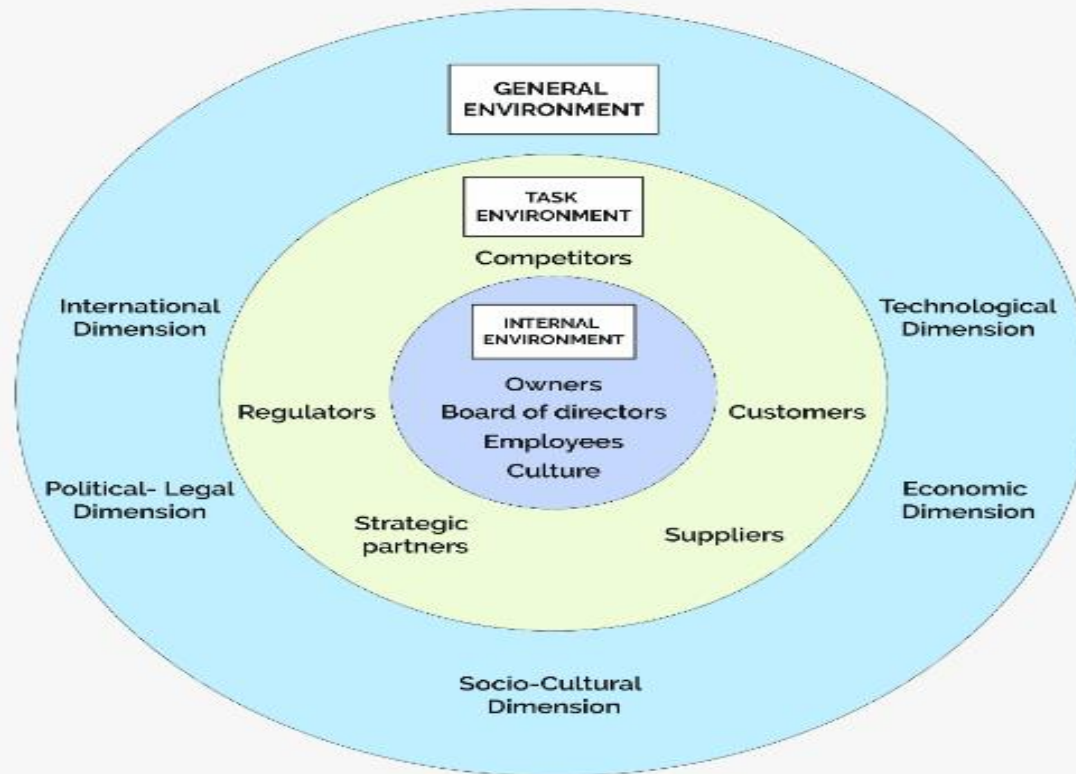 GENERAL
ENVIRONMENT
TASK
ENVIRONMENT
Competitors
International
Dimension
Technological
Dimension
INTERNAL
ENVIRONMENT
Owners
Board of directors
Employees
Culture
Regulators
Customers
Political- Legal
Dimension
Economic
Dimension
Strategic
partners
Suppliers
Socio-Cultural
Dimension